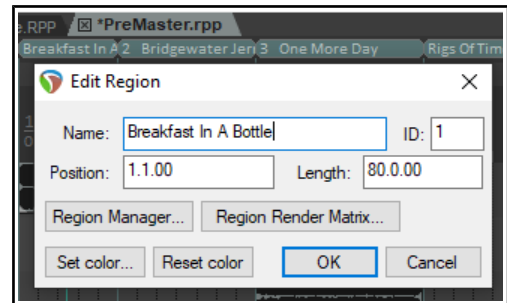 e.RPP *PreMaster.rpp
Breakfast In A 2 Bridgewater Jeri 3 One More Day Rigs Of Tim
Edit Region
Name: Breakfast In A Bottle ID: 1
Position: 1.1.00 Length: 80.0.00
Region Manager... Region Render Matrix...
Set color... Reset color OK Cancel